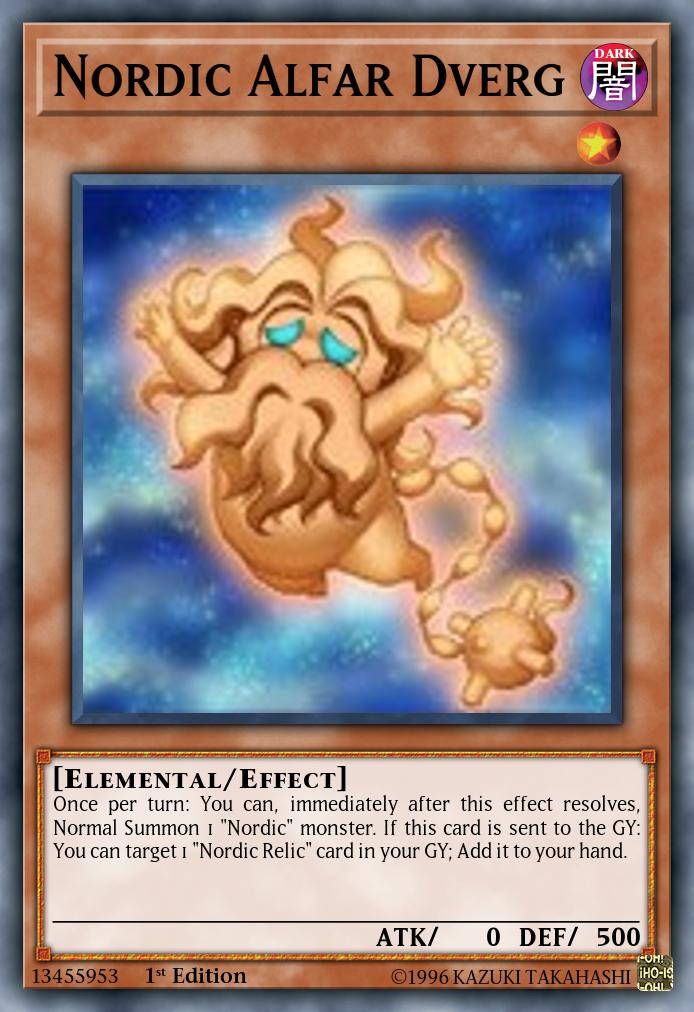 NORDIC ALFAR DVERG
DARK
闇
[ELEMENTAL/EFFECT]
Once per turn: You can, immediately after this effect resolves,
Normal Summon 1 "Nordic" monster. If this card is sent to the GY:
You can target 1 "Nordic Relic" card in your GY; Add it to your hand.
ATK/ 0 DEF/ 500
13455953 1st Edition ©1996 KAZUKI TAKAHASHI